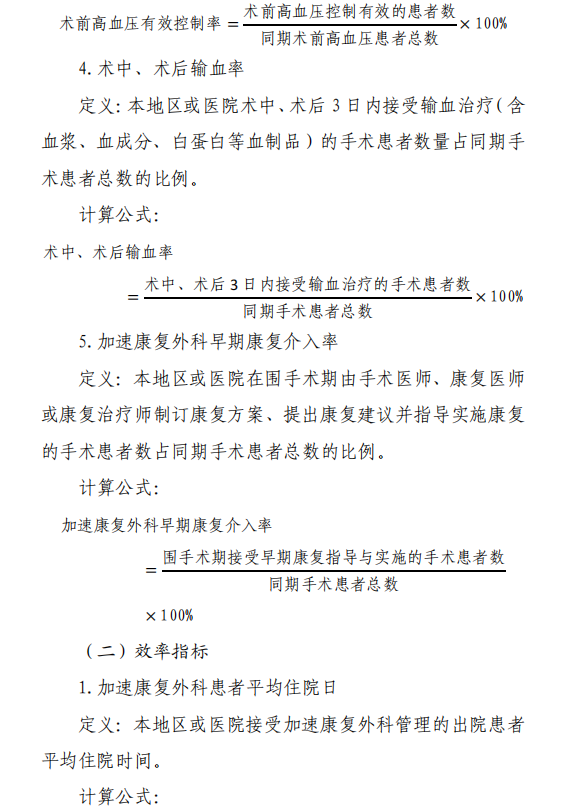 术前高血压有效控制率 = 术前高血压控制有效的患者数
同期术前高血压患者总数 × 100%
4. 术中、术后输血率
定义：本地区或医院术中、术后 3 日内接受输血治疗（含
血浆、血成分、白蛋白等血制品）的手术患者数量占同期手
术患者总数的比例。
计算公式：
术中、术后输血率
= 术中、术后 3 日内接受输血治疗的手术患者数
同期手术患者总数 × 100%
5. 加速康复外科早期康复介入率
定义：本地区或医院在围手术期由手术医师、康复医师
或康复治疗师制订康复方案、提出康复建议并指导实施康复
的手术患者数占同期手术患者总数的比例。
计算公式：
加速康复外科早期康复介入率
= 围手术期接受早期康复指导与实施的手术患者数
同期手术患者总数
× 100%
（二）效率指标
1. 加速康复外科患者平均住院日
定义：本地区或医院接受加速康复外科管理的出院患者
平均住院时间。
计算公式：